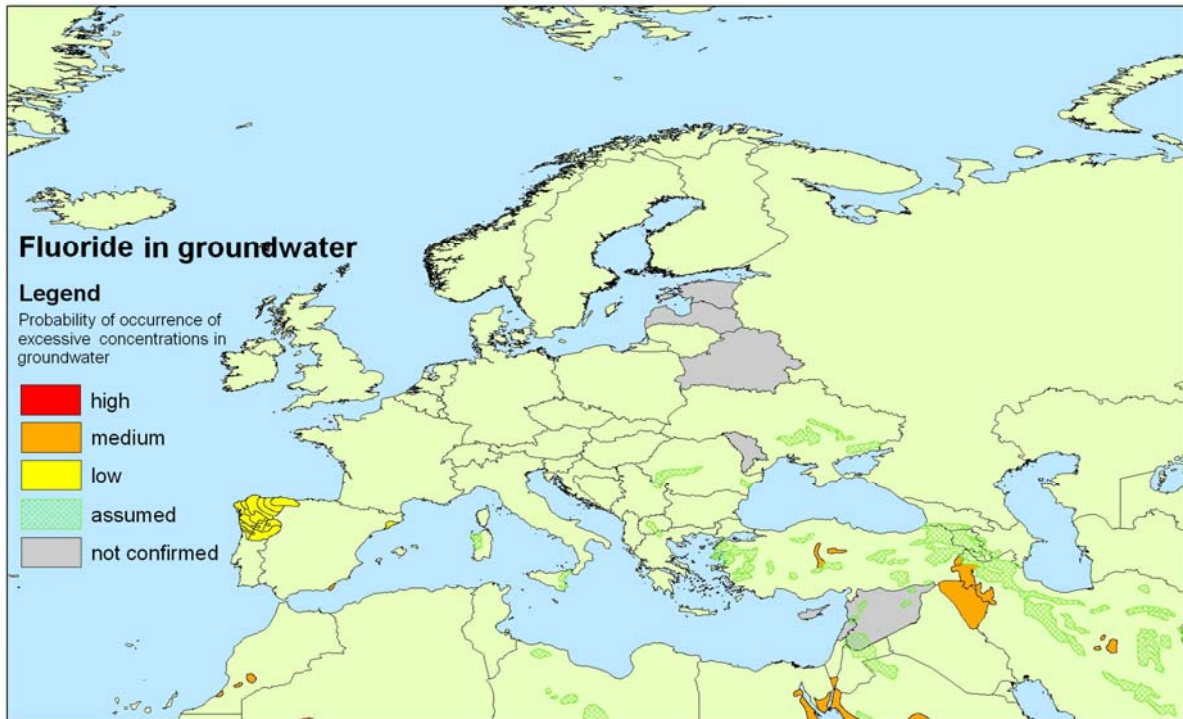 Fluoride in groundwater
Legend
Probability of occurrence of
excessive concentrations in
groundwater
high
medium
low
assumed
not confirmed